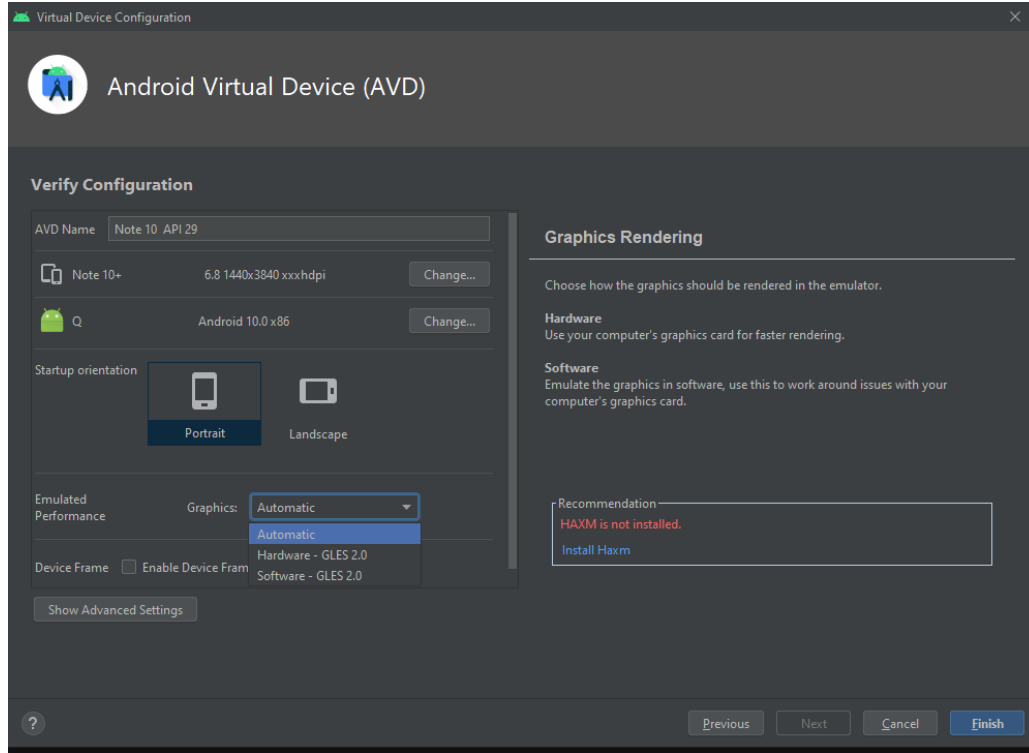 Virtual Device Configuration
Android Virtual Device (AVD)
Verify Configuration
AVD Name Note 10 API 29
Note 10+ 6.8 1440x3840 xxxhdpi Change...
Q Android 10.0 x86 Change...
Startup orientation
Portrait
Landscape
Emulated
Performance
Graphics: Automatic
Automatic
Hardware - GLES 2.0
Software - GLES 2.0
Device Frame Enable Device Fram
Show Advanced Settings
Graphics Rendering
Choose how the graphics should be rendered in the emulator.
Hardware
Use your computer's graphics card for faster rendering.
Software
Emulate the graphics in software, use this to work around issues with your
computer's graphics card.
Recommendation
HAXM is not installed.
Install Haxm
?
Previous Next Cancel Finish